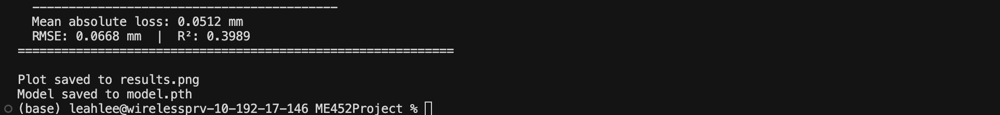 ------------------------------------------
Mean absolute loss: 0.0512 mm
RMSE: 0.0668 mm | R²: 0.3989
============================================================
Plot saved to results.png
Model saved to model.pth
(base) leahlee@wirelessprv-10-192-17-146 ME452Project %